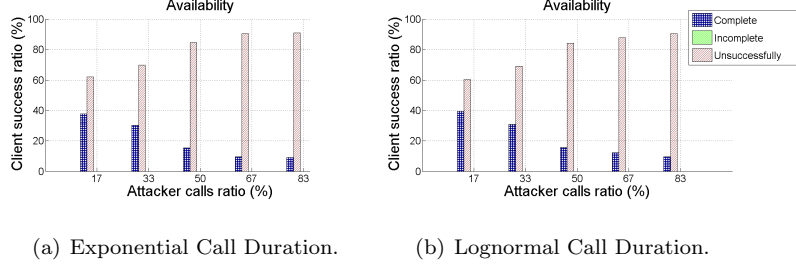 Availability
Client success ratio (%)
100
80
60
40
20
0
17
33
50
67
83
Attacker calls ratio (%)
(a) Exponential Call Duration.
Availability
Client success ratio (%)
100
80
60
40
20
0
17
33
50
67
83
Attacker calls ratio (%)
Complete
Incomplete
Unsuccessfully
(b) Lognormal Call Duration.